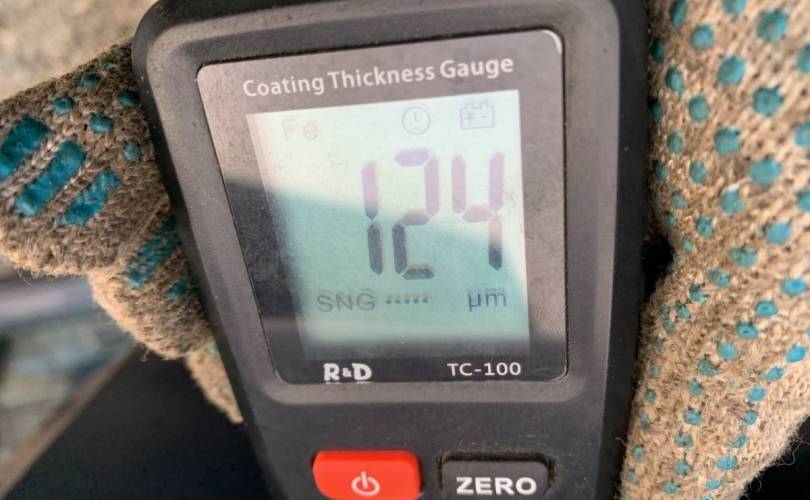 Coating Thickness Gauge
Fe
124
SNG µm
R&D TC-100
ZERO